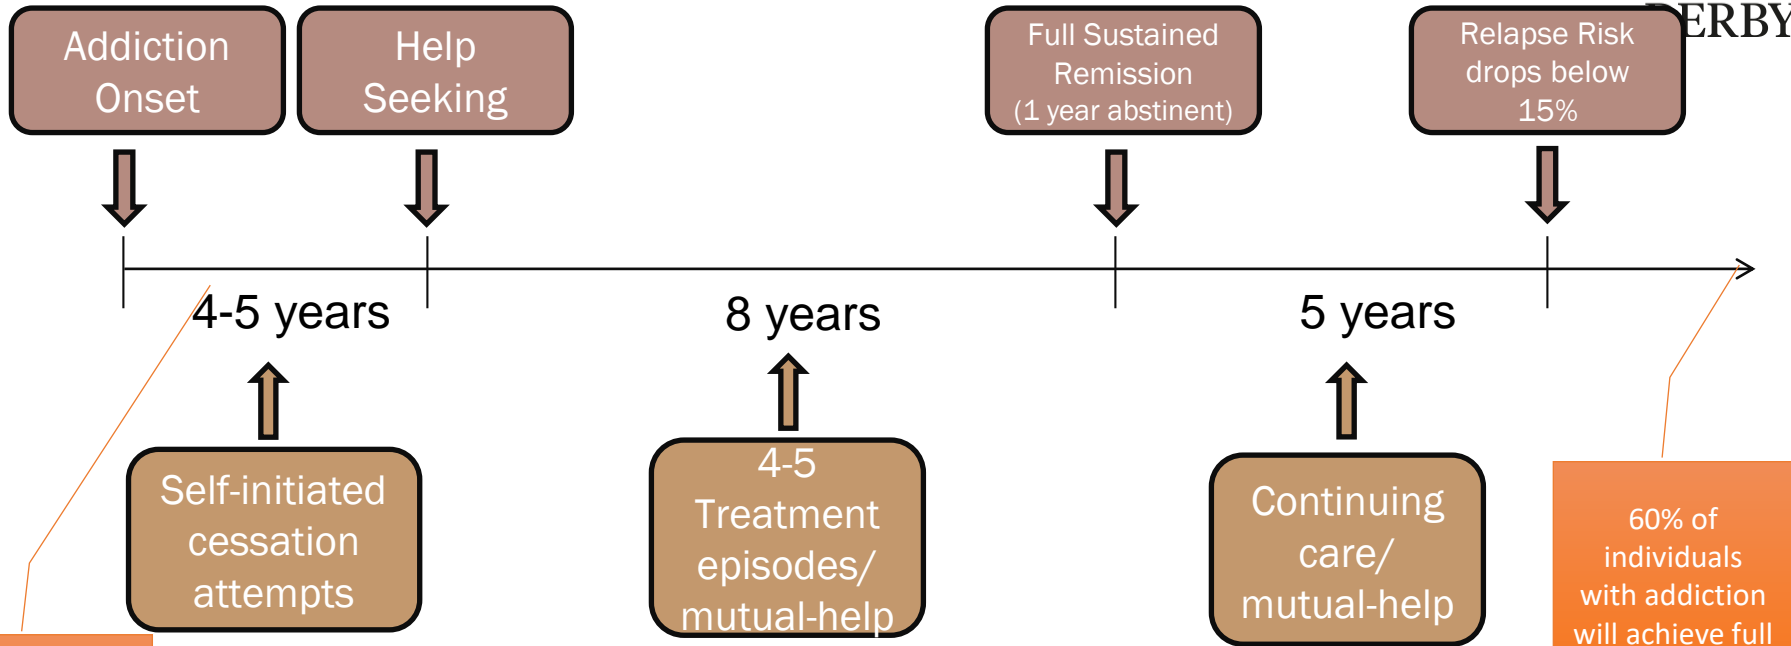 DERBY
Addiction
Onset
Help
Seeking
Full Sustained
Remission
(1 year abstinent)
Relapse Risk
drops below
15%
4-5 years
8 years
5 years
Self-initiated
cessation
attempts
4-5
Treatment
episodes/
mutual-help
Continuing
care/
mutual-help
60% of
individuals
with addiction
will achieve full